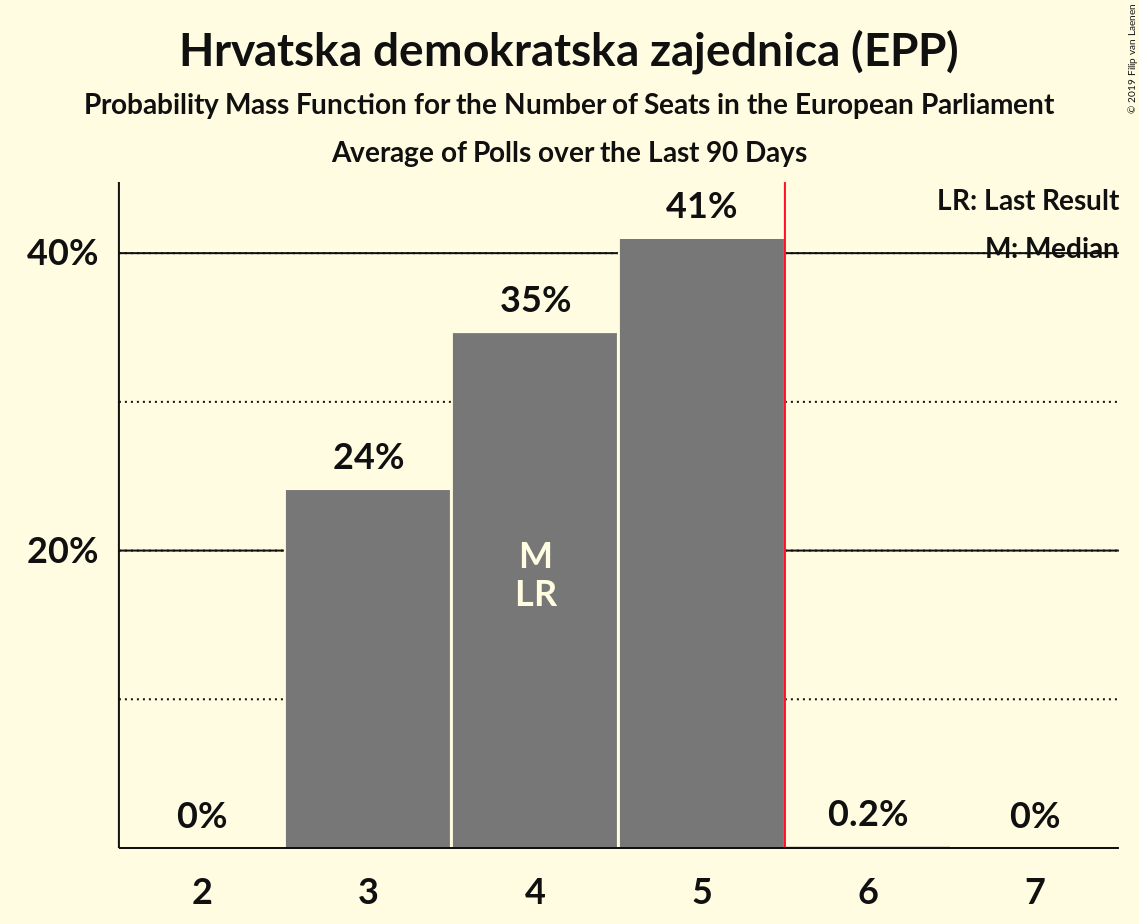 Hrvatska demokratska zajednica (EPP)
Probability Mass Function for the Number of Seats in the European Parliament
Average of Polls over the Last 90 Days
© 2019 Filip van Laenen
LR: Last Result
M: Median
40%
20%
0%
24%
35%
41%
0.2%
0%
M
LR
2
3
4
5
6
7